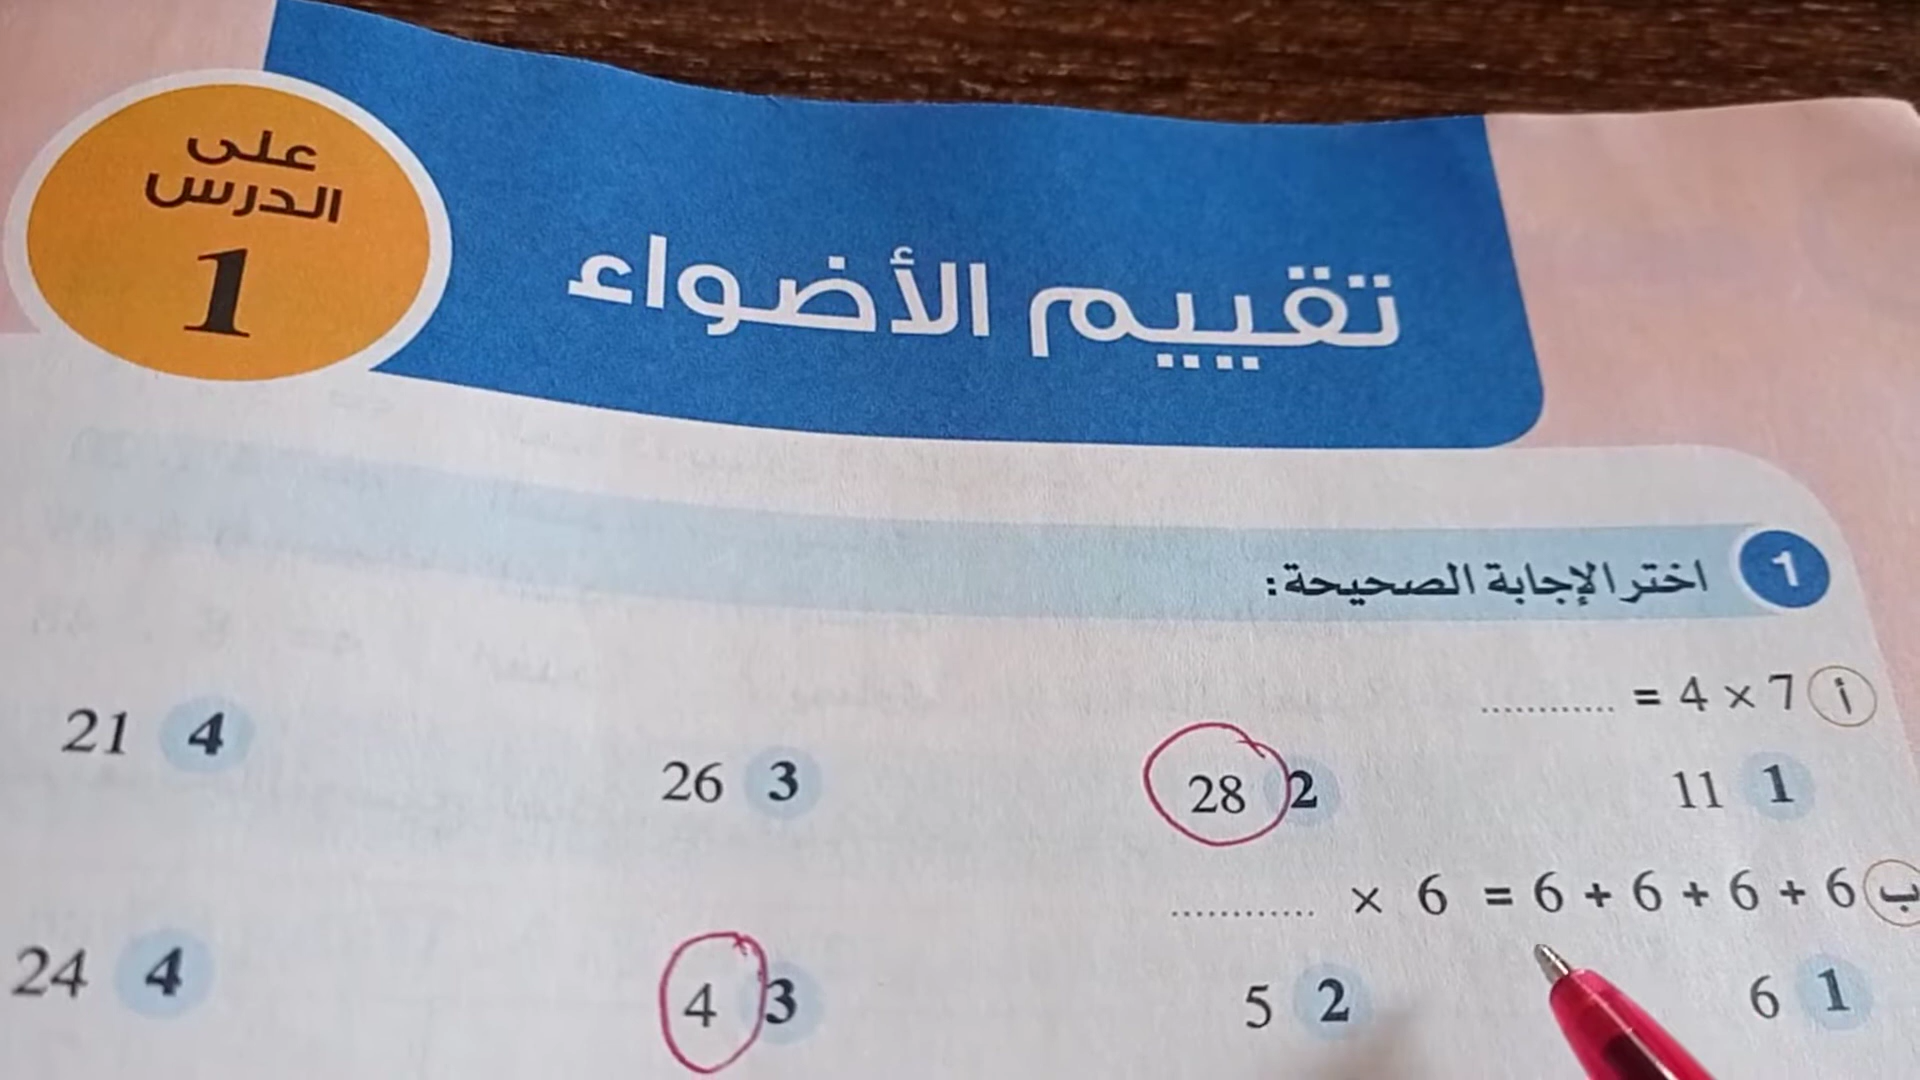 على
الدرس
1
تقييم الأضواء
1 اختر الإجابة الصحيحة:
أ 7 × 4 = ............
1 11 2 28 3 26 4 21
ب 6 + 6 + 6 + 6 = 6 × ............
1 6 2 5 3 4 4 24